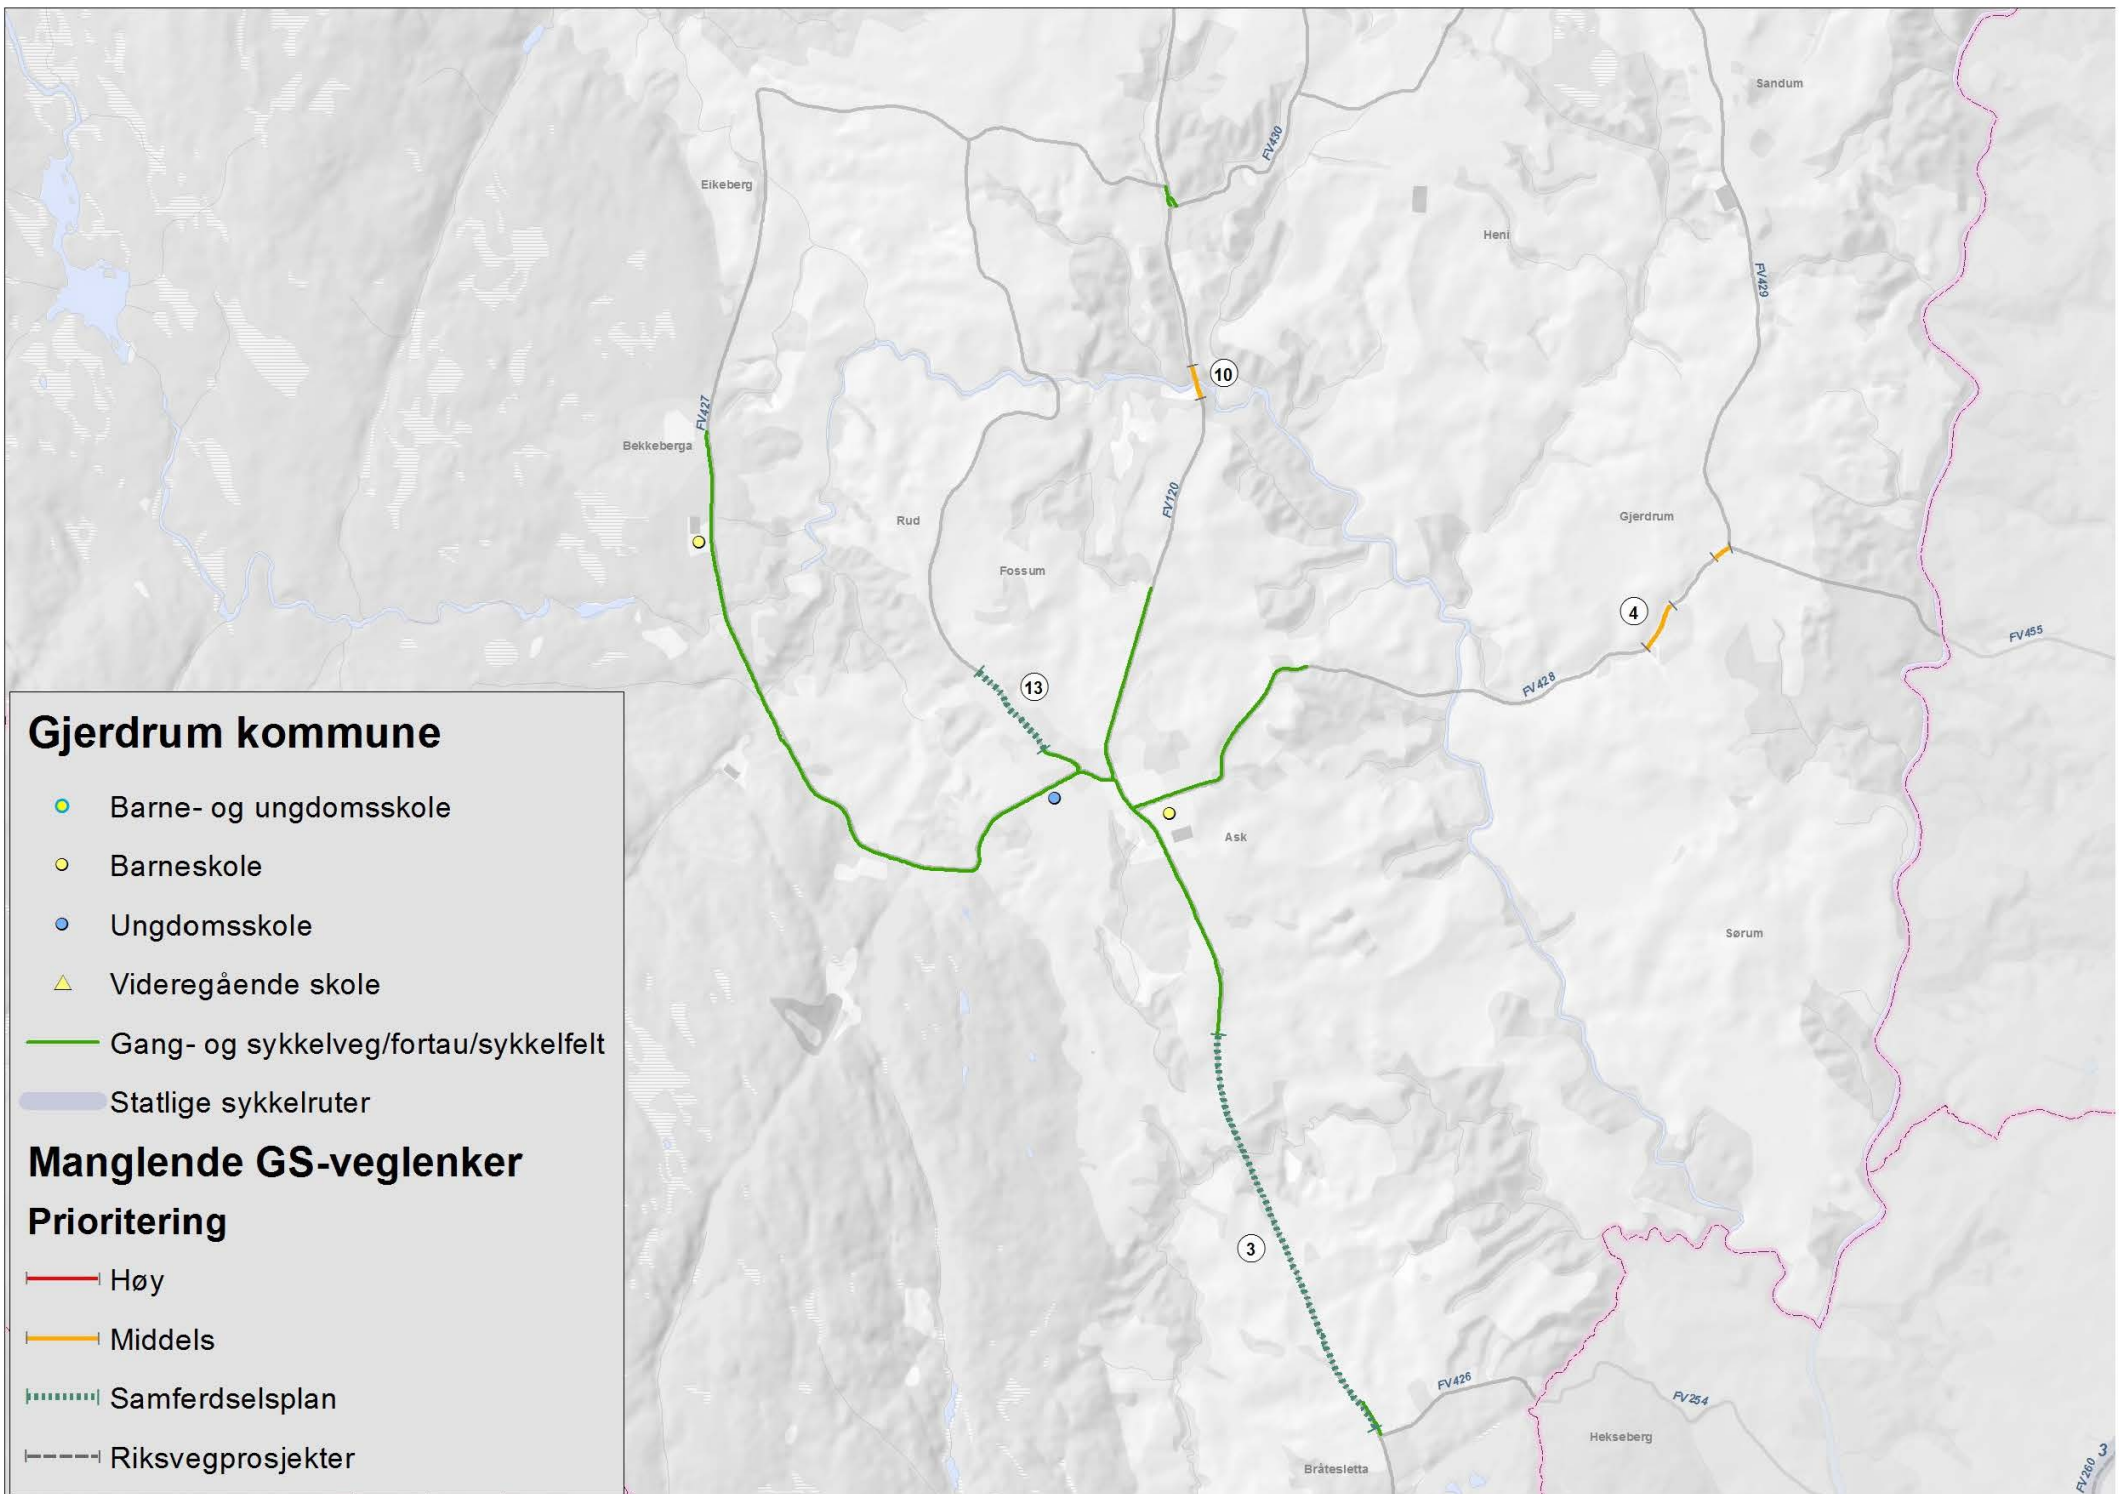 Sandum
FV430
Eikeberg
Heni
FV429
10
FV427
Bekkeberga
FV120
Rud
Gjerdrum
Fossum
4
FV455
13
FV428
Ask
Sørum
3
FV426
FV254
Hekseberg
Bråtesletta
3
FV260
Gjerdrum kommune
Barne- og ungdomsskole
Barneskole
Ungdomsskole
Videregående skole
Gang- og sykkelveg/fortau/sykkelfelt
Statlige sykkelruter
Manglende GS-veglenker
Prioritering
Høy
Middels
Samferdselsplan
Riksvegprosjekter